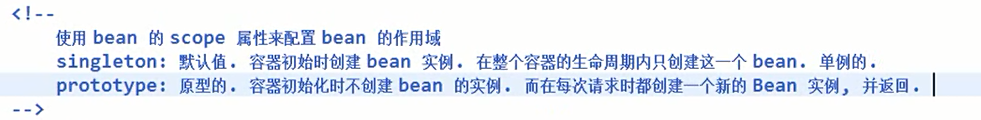 <!--
使用 bean 的 scope 属性来配置 bean 的作用域
singleton: 默认值. 容器初始时创建 bean 实例. 在整个容器的生命周期内只创建这一个 bean. 单例的.
prototype: 原型的. 容器初始化时不创建 bean 的实例. 而在每次请求时都创建一个新的 Bean 实例, 并返回.
-->